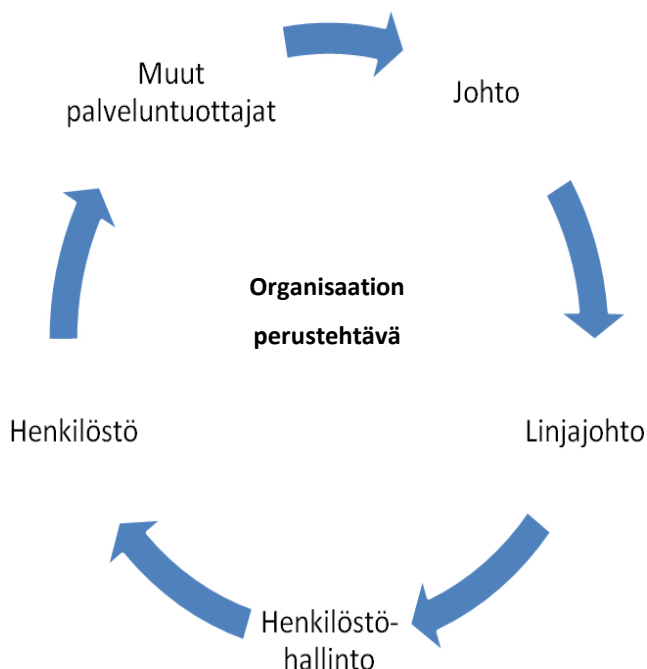 Muut
palveluntuottajat
Johto
Organisaation
perustehtävä
Henkilöstö
Linjajohto
Henkilöstö-
hallinto